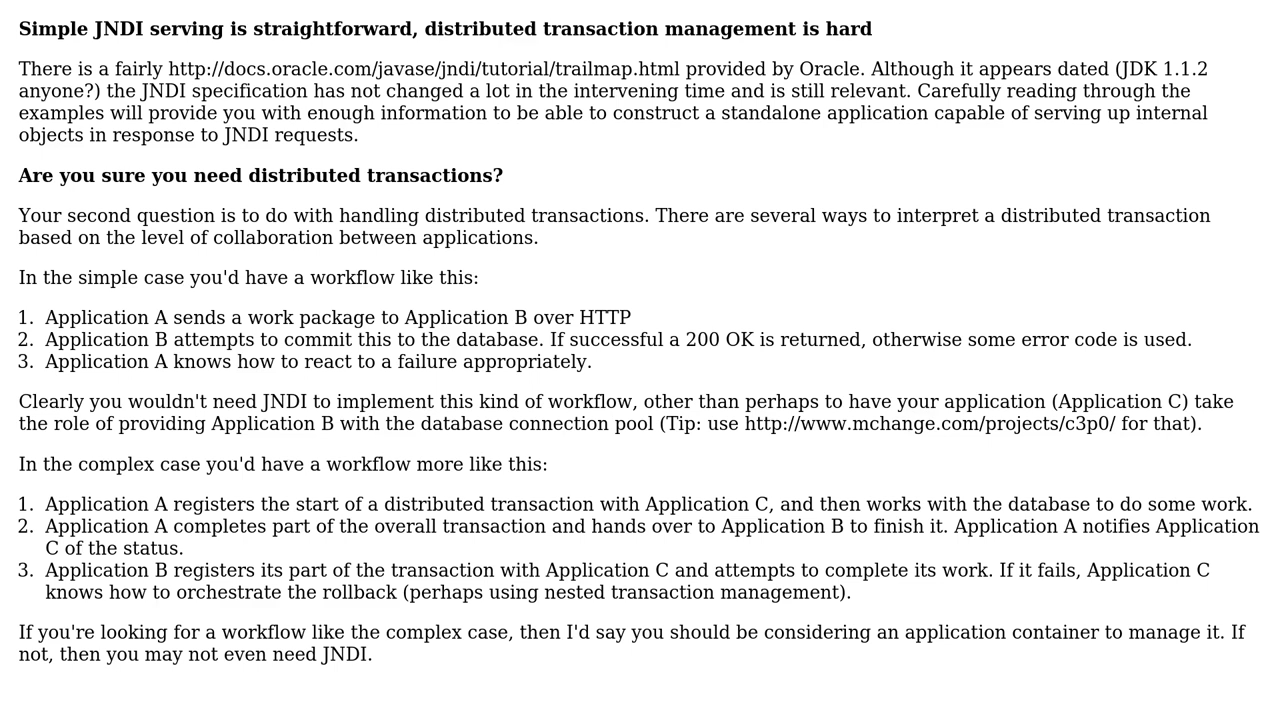 Simple JNDI serving is straightforward, distributed transaction management is hard
There is a fairly http://docs.oracle.com/javase/jndi/tutorial/trailmap.html provided by Oracle. Although it appears dated (JDK 1.1.2
anyone?) the JNDI specification has not changed a lot in the intervening time and is still relevant. Carefully reading through the
examples will provide you with enough information to be able to construct a standalone application capable of serving up internal
objects in response to JNDI requests.
Are you sure you need distributed transactions?
Your second question is to do with handling distributed transactions. There are several ways to interpret a distributed transaction
based on the level of collaboration between applications.
In the simple case you'd have a workflow like this:
1. Application A sends a work package to Application B over HTTP
2. Application B attempts to commit this to the database. If successful a 200 OK is returned, otherwise some error code is used.
3. Application A knows how to react to a failure appropriately.
Clearly you wouldn't need JNDI to implement this kind of workflow, other than perhaps to have your application (Application C) take
the role of providing Application B with the database connection pool (Tip: use http://www.mchange.com/projects/c3p0/ for that).
In the complex case you'd have a workflow more like this:
1. Application A registers the start of a distributed transaction with Application C, and then works with the database to do some work.
2. Application A completes part of the overall transaction and hands over to Application B to finish it. Application A notifies Application
C of the status.
3. Application B registers its part of the transaction with Application C and attempts to complete its work. If it fails, Application C
knows how to orchestrate the rollback (perhaps using nested transaction management).
If you're looking for a workflow like the complex case, then I'd say you should be considering an application container to manage it. If
not, then you may not even need JNDI.